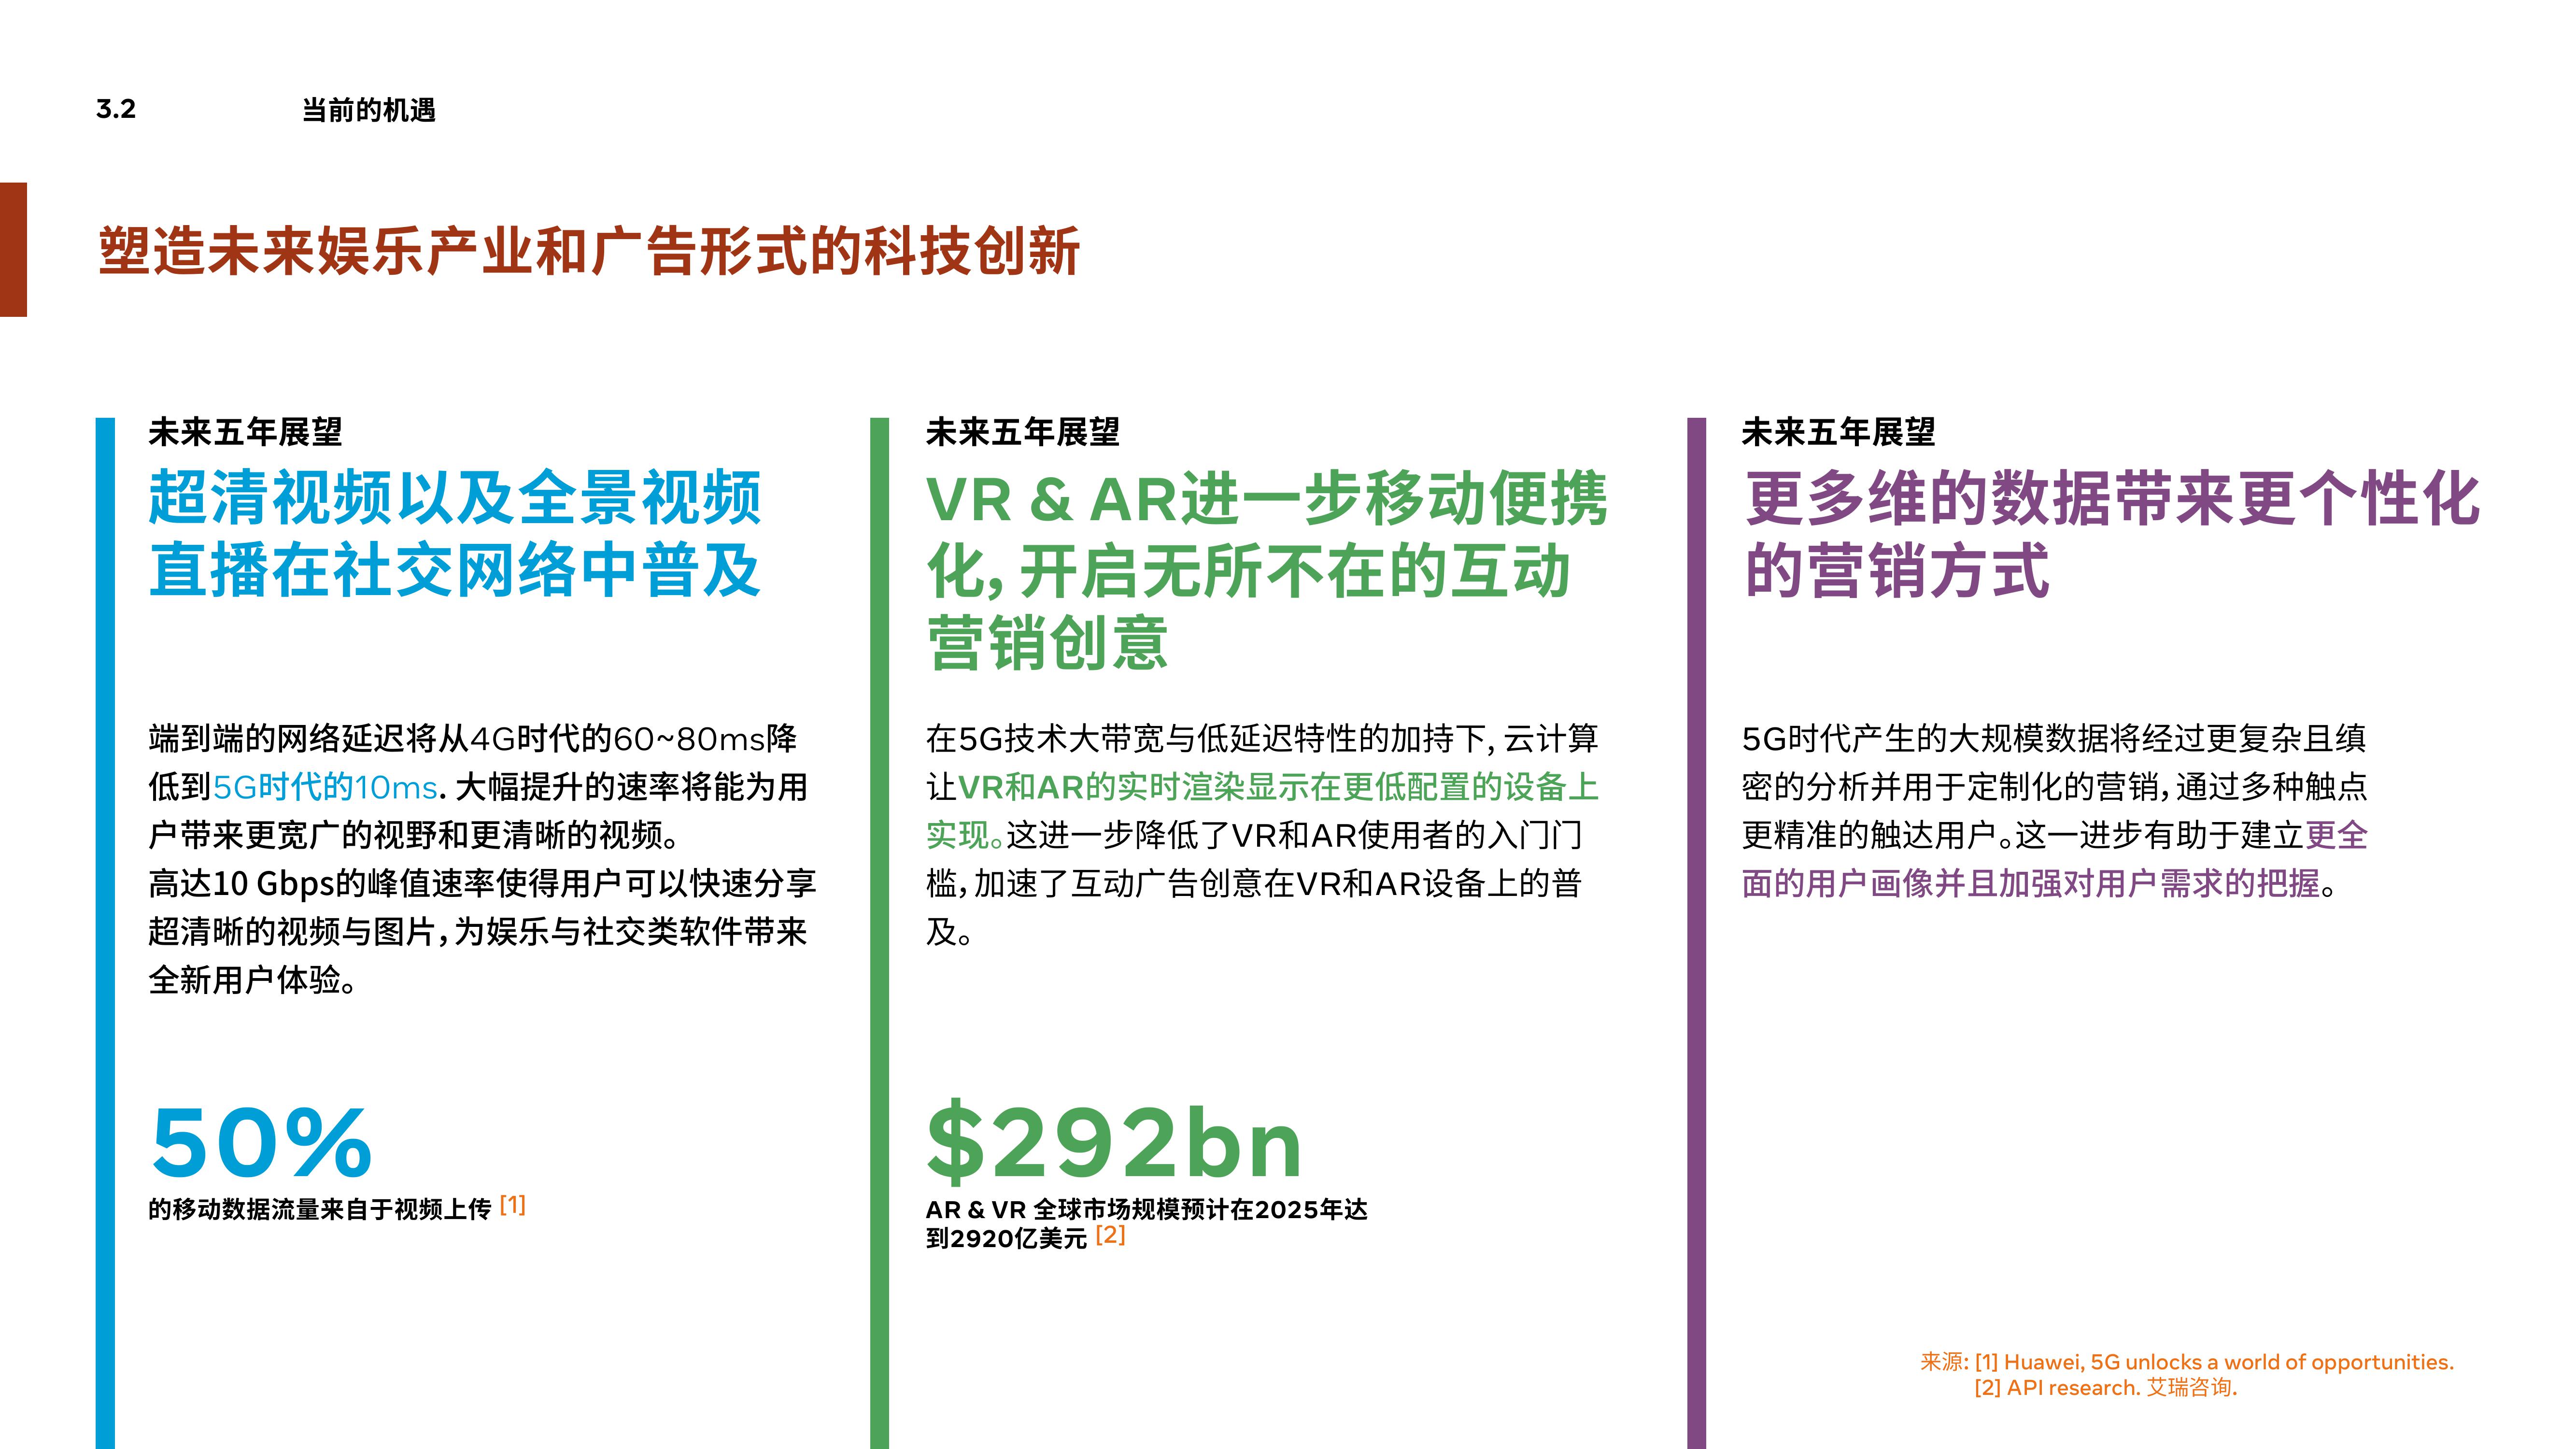 3.2 当前的机遇
塑造未来娱乐产业和广告形式的科技创新
未来五年展望
超清视频以及全景视频
直播在社交网络中普及
端到端的网络延迟将从4G时代的60~80ms降
低到5G时代的10ms. 大幅提升的速率将能为用
户带来更宽广的视野和更清晰的视频。
高达10 Gbps的峰值速率使得用户可以快速分享
超清晰的视频与图片，为娱乐与社交类软件带来
全新用户体验。
50%
的移动数据流量来自于视频上传 [1]
未来五年展望
VR & AR进一步移动便携
化，开启无所不在的互动
营销创意
在5G技术大带宽与低延迟特性的加持下，云计算
让VR和AR的实时渲染显示在更低配置的设备上
实现。这进一步降低了VR和AR使用者的入门门
槛，加速了互动广告创意在VR和AR设备上的普
及。
$292bn
AR & VR 全球市场规模预计在2025年达
到2920亿美元 [2]
未来五年展望
更多维的数据带来更个性化
的营销方式
5G时代产生的大规模数据将经过更复杂且缜
密的分析并用于定制化的营销，通过多种触点
更精准的触达用户。这一进步有助于建立更全
面的用户画像并且加强对用户需求的把握。
来源: [1] Huawei, 5G unlocks a world of opportunities.
[2] API research. 艾瑞咨询.